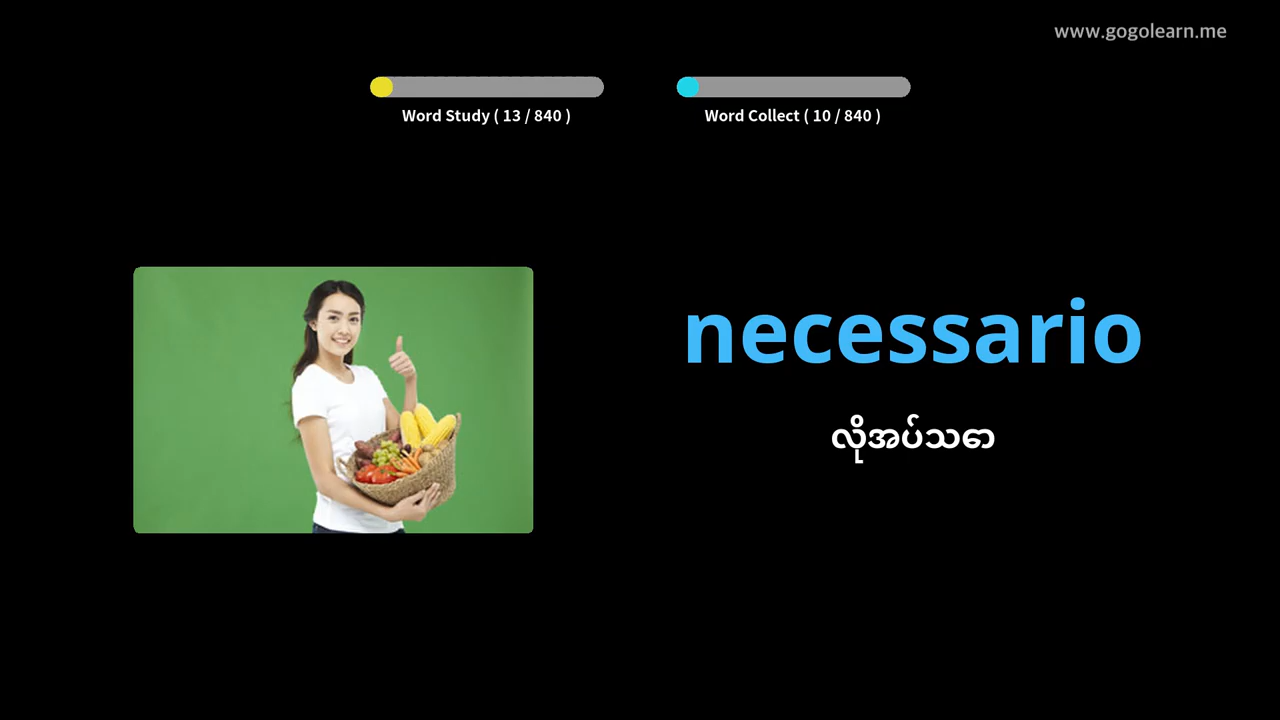 www.gogolearn.me
Word Study ( 13 / 840 )
Word Collect ( 10 / 840 )
necessario
လိုအပ်သော